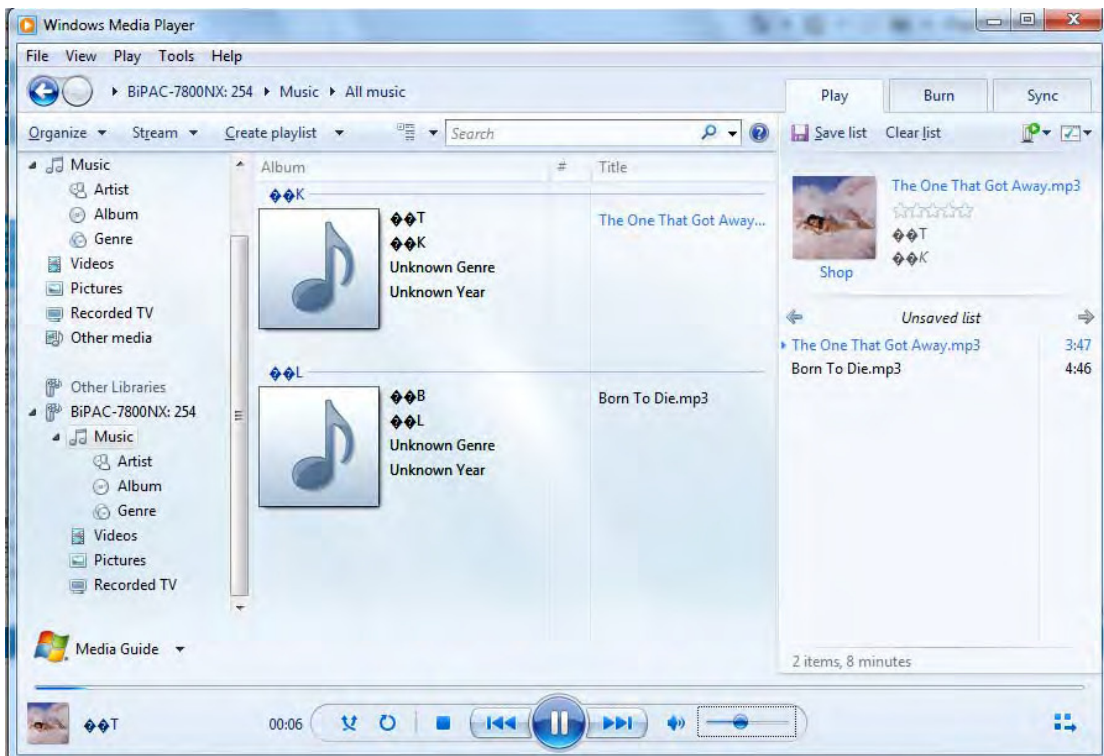 Windows Media Player
File View Play Tools Help
BiPAC-7800NX: 254 Music All music
Play Burn Sync
Organize Stream Create playlist Search
Save list Clear list
Music
Artist
Album
Genre
Videos
Pictures
Recorded TV
Other media
Other Libraries
BiPAC-7800NX: 254
Music
Artist
Album
Genre
Videos
Pictures
Recorded TV
Media Guide
Album # Title
��K
��T
��K
Unknown Genre
Unknown Year
The One That Got Away...
��L
��B
��L
Unknown Genre
Unknown Year
Born To Die.mp3
The One That Got Away.mp3
��T
��K
Shop
Unsaved list
The One That Got Away.mp3 3:47
Born To Die.mp3 4:46
2 items, 8 minutes
��T
00:06